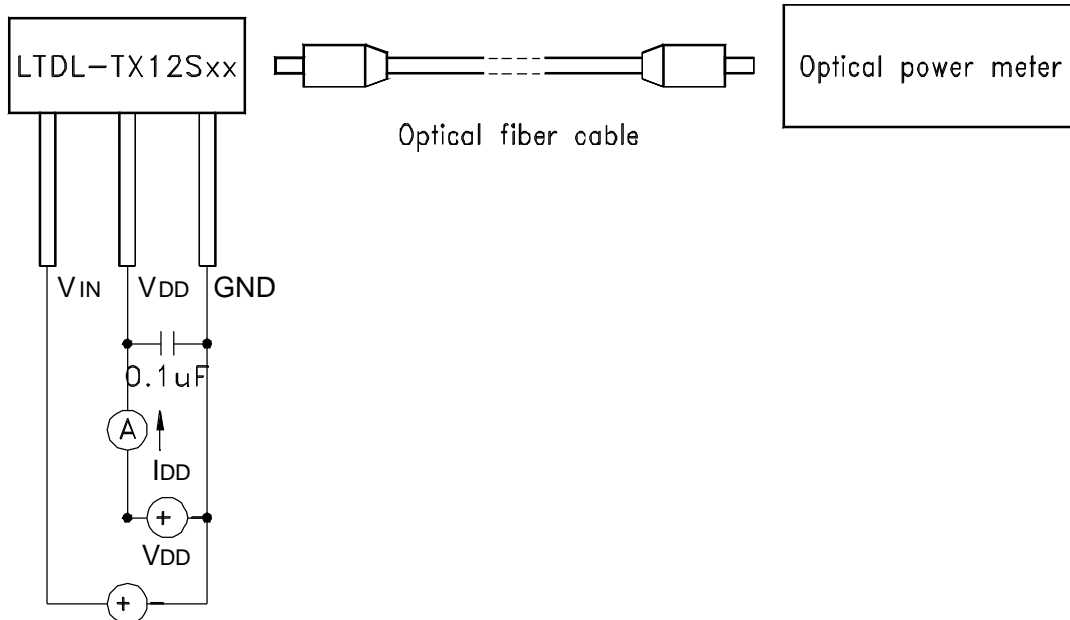 LTDL-TX12Sxx
Optical power meter
Optical fiber cable
VIN VDD GND
0.1uF
A
IDD
+ -
VDD
+ -